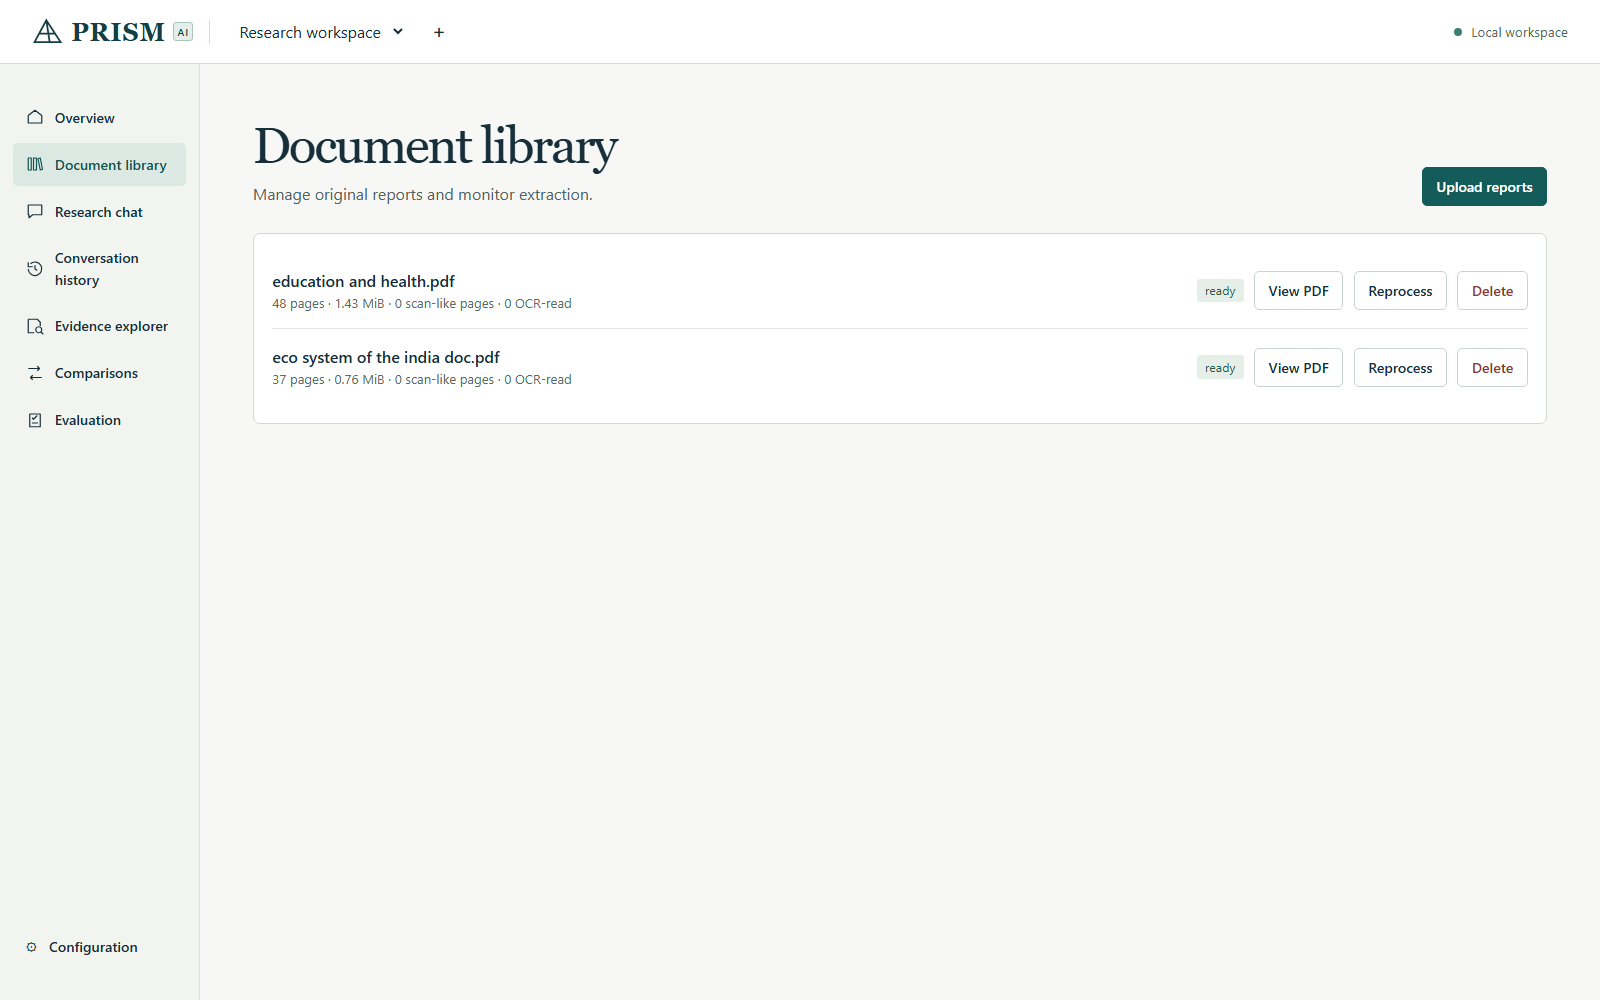 PRISM AI
Research workspace
+
Local workspace
Overview
Document library
Research chat
Conversation
history
Evidence explorer
Comparisons
Evaluation
Configuration
Document library
Manage original reports and monitor extraction.
Upload reports
education and health.pdf
48 pages · 1.43 MiB · 0 scan-like pages · 0 OCR-read
ready View PDF Reprocess Delete
eco system of the india doc.pdf
37 pages · 0.76 MiB · 0 scan-like pages · 0 OCR-read
ready View PDF Reprocess Delete